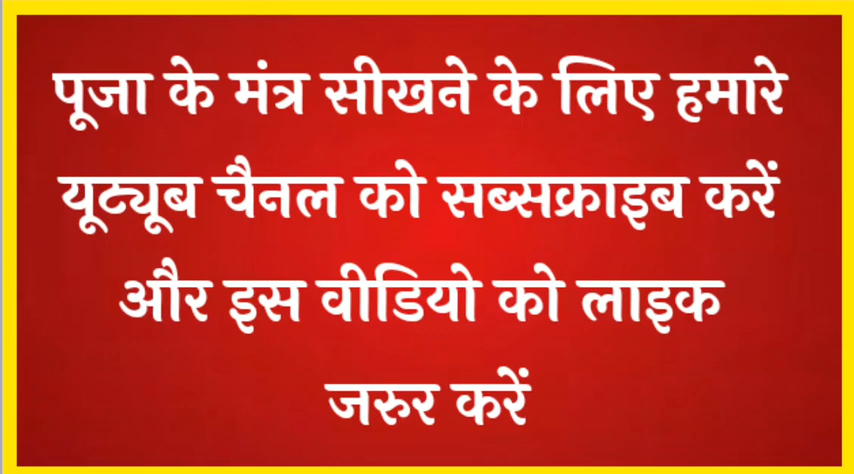 पूजा के मंत्र सीखने के लिए हमारे
यूट्यूब चैनल को सब्सक्राइब करें
और इस वीडियो को लाइक
जरुर करें